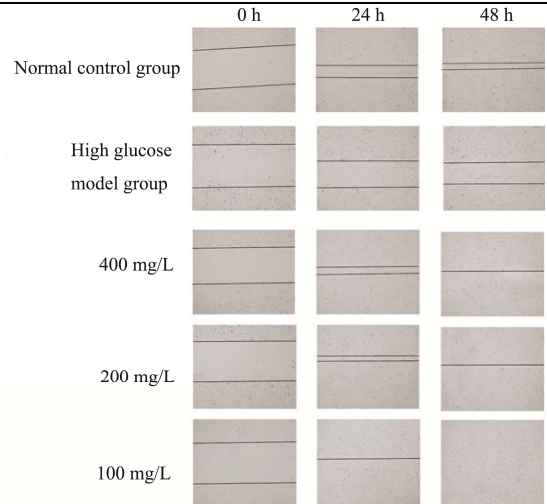 0 h 24 h 48 h
Normal control group
High glucose
model group
400 mg/L
200 mg/L
100 mg/L